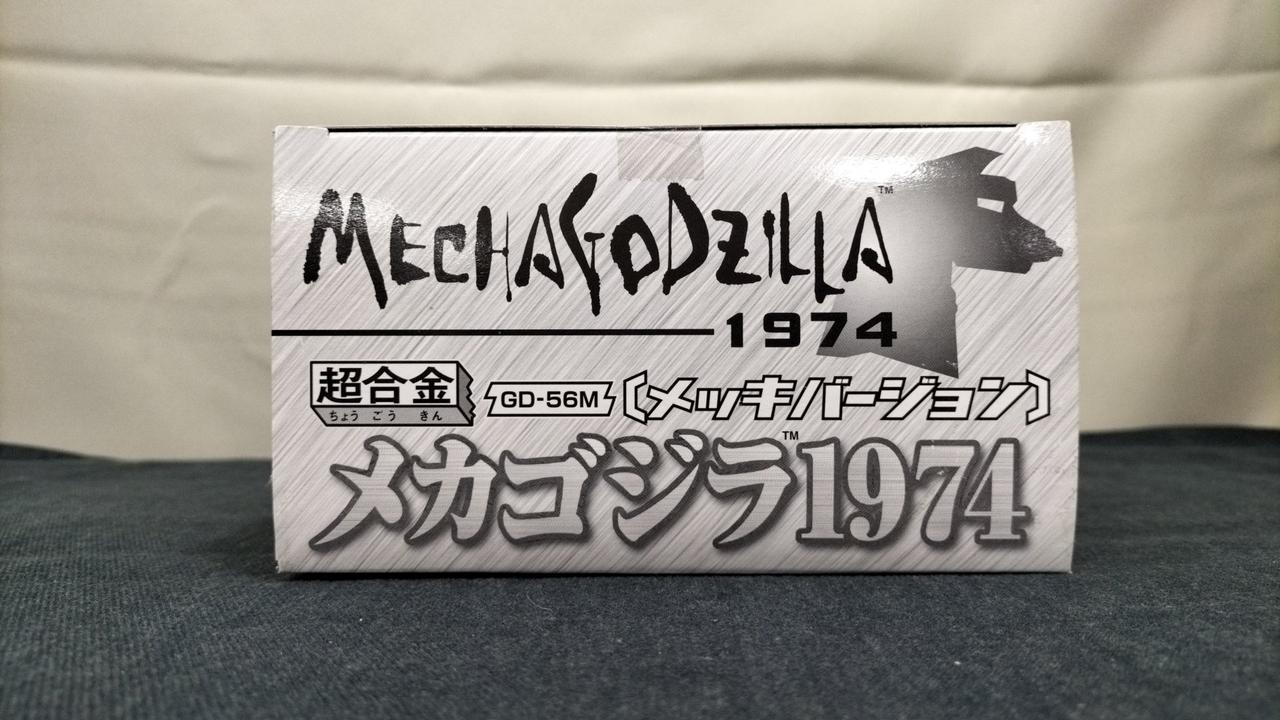 MECHAGODZILLA™
1974
超合金 GD-56M 〔メッキバージョン〕
ちょう ごう きん
メカゴジラ™1974